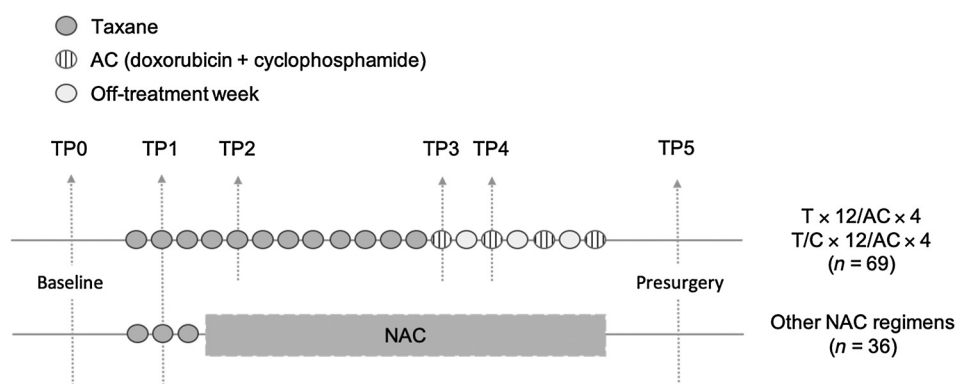 Taxane
AC (doxorubicin + cyclophosphamide)
Off-treatment week
TP0 TP1 TP2 TP3 TP4 TP5
T × 12/AC × 4
T/C × 12/AC × 4
(n = 69)
Baseline Presurgery
NAC
Other NAC regimens
(n = 36)